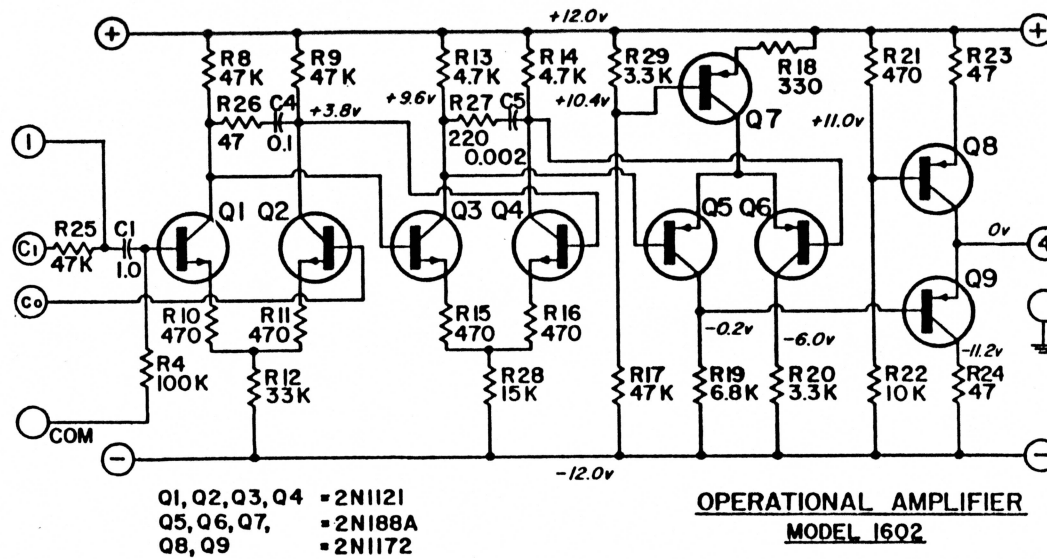 +12.0v
+
+
R8
47K
R9
47K
R13
4.7K
R14
4.7K
R29
3.3K
R18
330
R21
470
R23
47
R26
47
C4
0.1
+3.8v
+9.6v
R27
220
C5
0.002
+10.4v
Q7
+11.0v
Q8
I
Q1
Q2
Q3
Q4
Q5
Q6
0v
4
R25
47K
C1
1.0
CI
Co
Q9
R10
470
R11
470
R15
470
R16
470
-0.2v
-6.0v
-11.2v
R4
100K
R12
33K
R28
15K
R17
47K
R19
6.8K
R20
3.3K
R22
10K
R24
47
COM
-
-12.0v
-
Q1, Q2, Q3, Q4 = 2N1121
Q5, Q6, Q7, = 2N188A
Q8, Q9 = 2N1172
OPERATIONAL AMPLIFIER
MODEL 1602